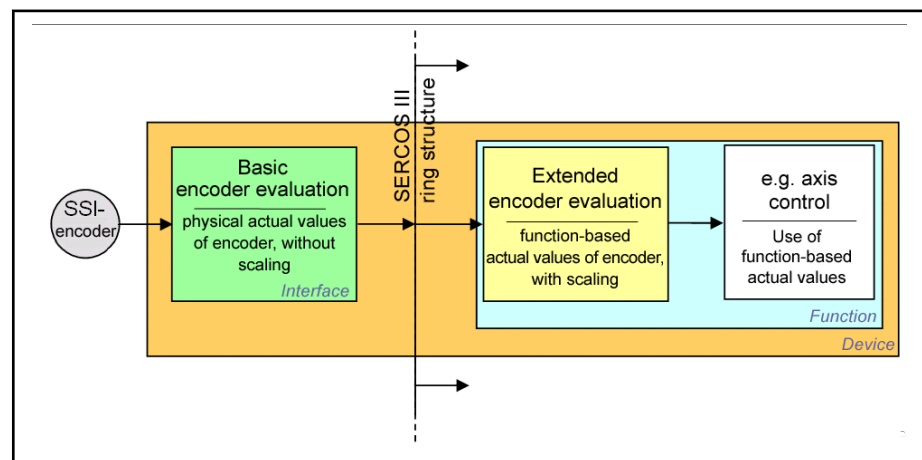 SERCOS III
ring structure
SSI-
encoder
Basic
encoder evaluation
physical actual values
of encoder, without
scaling
Interface
Extended
encoder evaluation
function-based
actual values of encoder,
with scaling
e.g. axis
control
Use of
function-based
actual values
Function
Device